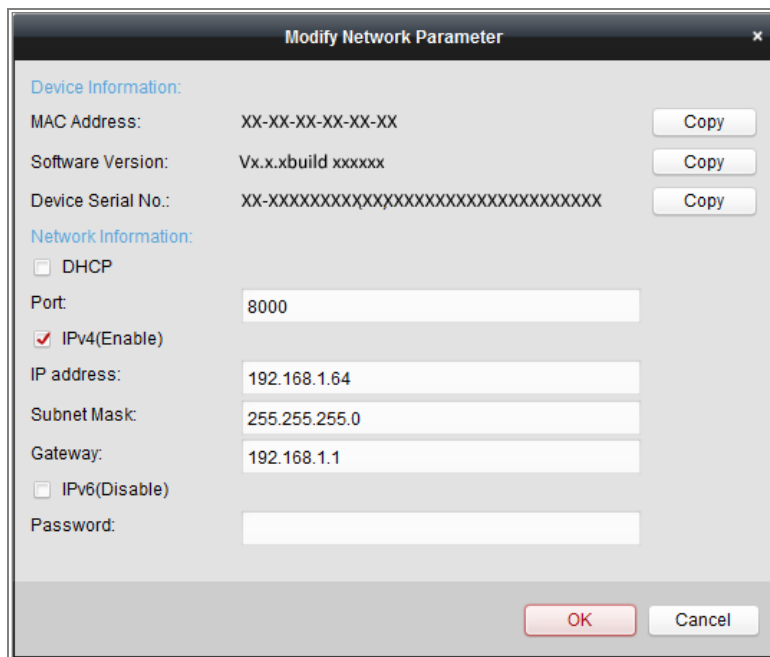 Modify Network Parameter ×
Device Information:
MAC Address: XX-XX-XX-XX-XX-XX Copy
Software Version: Vx.x.xbuild xxxxxx Copy
Device Serial No.: XX-XXXXXXXXXXXXXXXXXXXXXXXXXXXXXXXX Copy
Network Information:
DHCP
Port: 8000
IPv4(Enable)
IP address: 192.168.1.64
Subnet Mask: 255.255.255.0
Gateway: 192.168.1.1
IPv6(Disable)
Password:
OK Cancel